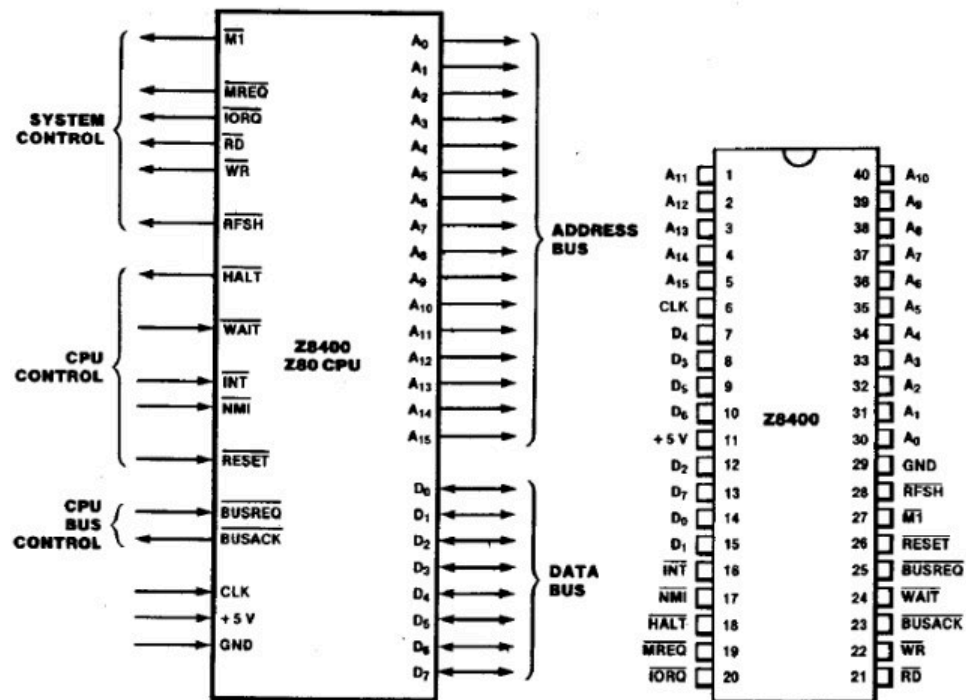 SYSTEM
CONTROL
CPU
CONTROL
CPU
BUS
CONTROL
M1
MREQ
IORQ
RD
WR
RFSH
HALT
WAIT
INT
NMI
RESET
BUSREQ
BUSACK
CLK
+ 5 V
GND
Z8400
Z80 CPU
A0
A1
A2
A3
A4
A5
A6
A7
A8
A9
A10
A11
A12
A13
A14
A15
D0
D1
D2
D3
D4
D5
D6
D7
ADDRESS
BUS
DATA
BUS
A11 1 40 A10
A12 2 39 A9
A13 3 38 A8
A14 4 37 A7
A15 5 36 A6
CLK 6 35 A5
D4 7 34 A4
D3 8 33 A3
D5 9 32 A2
D6 10 31 A1
+ 5 V 11 30 A0
D2 12 29 GND
D7 13 28 RFSH
D0 14 27 M1
D1 15 26 RESET
INT 16 25 BUSREQ
NMI 17 24 WAIT
HALT 18 23 BUSACK
MREQ 19 22 WR
IORQ 20 21 RD
Z8400